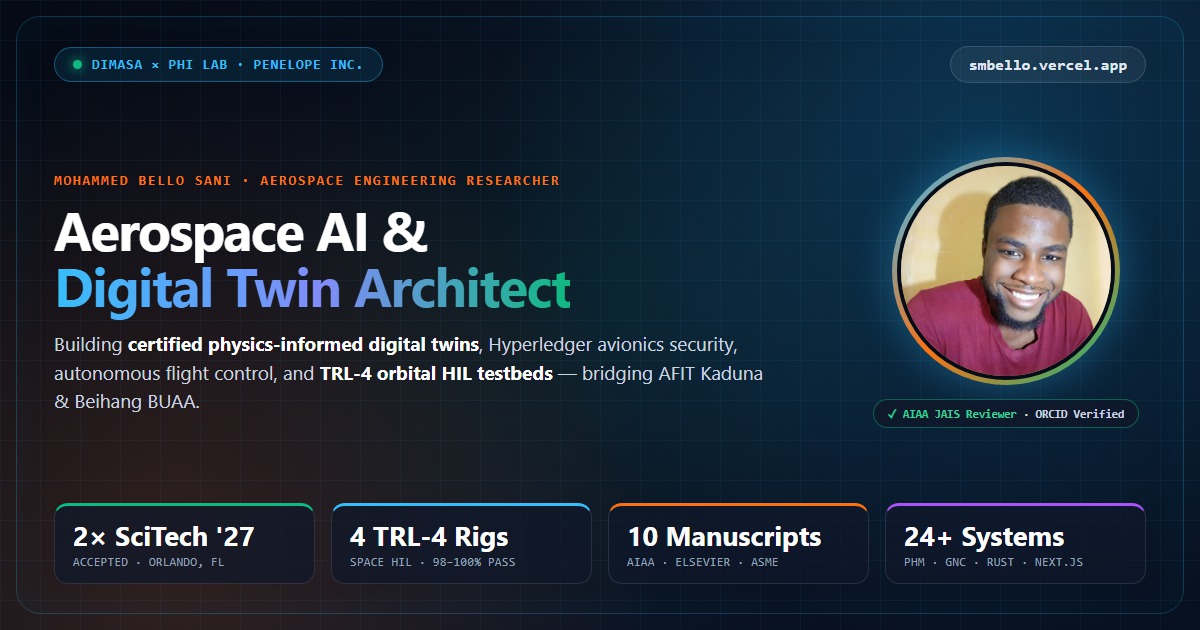 DIMASA × PHI LAB · PENELOPE INC.
smbello.vercel.app
MOHAMMED BELLO SANI · AEROSPACE ENGINEERING RESEARCHER
Aerospace AI &
Digital Twin Architect
Building certified physics-informed digital twins, Hyperledger avionics security,
autonomous flight control, and TRL-4 orbital HIL testbeds — bridging AFIT Kaduna
& Beihang BUAA.
✓ AIAA JAIS Reviewer · ORCID Verified
2× SciTech '27
ACCEPTED · ORLANDO, FL
4 TRL-4 Rigs
SPACE HIL · 98–100% PASS
10 Manuscripts
AIAA · ELSEVIER · ASME
24+ Systems
PHM · GNC · RUST · NEXT.JS